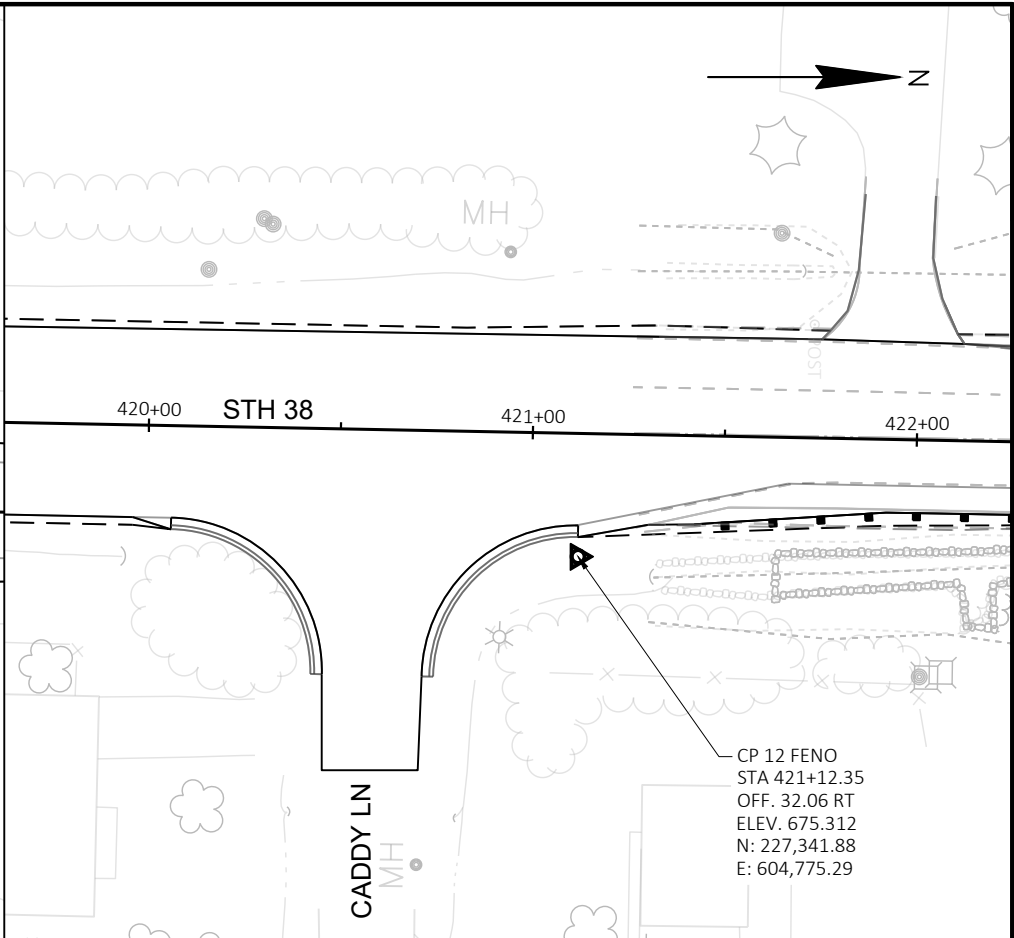 N
MH
POST
420+00
STH 38
421+00
422+00
CP 12 FENO
STA 421+12.35
OFF. 32.06 RT
ELEV. 675.312
N: 227,341.88
E: 604,775.29
CADDY LN
MH